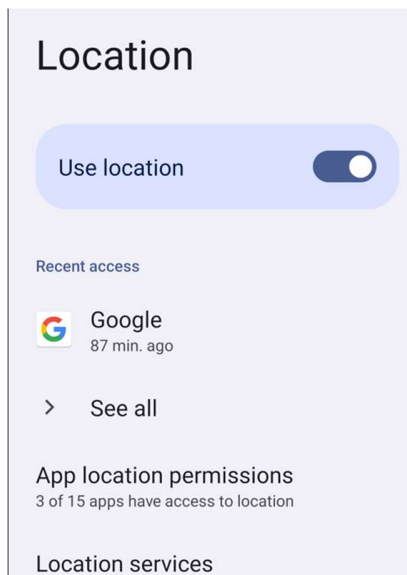 Location
Use location
Recent access
Google
87 min. ago
See all
App location permissions
3 of 15 apps have access to location
Location services